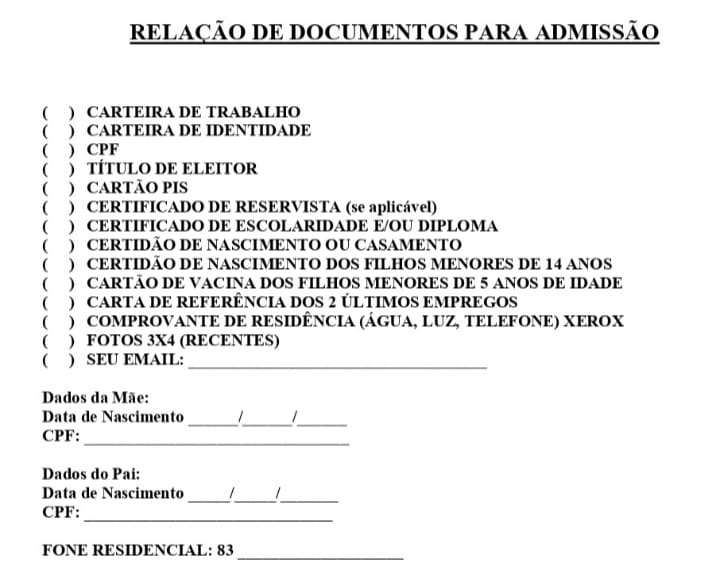 RELAÇÃO DE DOCUMENTOS PARA ADMISSÃO
( ) CARTEIRA DE TRABALHO
( ) CARTEIRA DE IDENTIDADE
( ) CPF
( ) TÍTULO DE ELEITOR
( ) CARTÃO PIS
( ) CERTIFICADO DE RESERVISTA (se aplicável)
( ) CERTIFICADO DE ESCOLARIDADE E/OU DIPLOMA
( ) CERTIDÃO DE NASCIMENTO OU CASAMENTO
( ) CERTIDÃO DE NASCIMENTO DOS FILHOS MENORES DE 14 ANOS
( ) CARTÃO DE VACINA DOS FILHOS MENORES DE 5 ANOS DE IDADE
( ) CARTA DE REFERÊNCIA DOS 2 ÚLTIMOS EMPREGOS
( ) COMPROVANTE DE RESIDÊNCIA (ÁGUA, LUZ, TELEFONE) XEROX
( ) FOTOS 3X4 (RECENTES)
( ) SEU EMAIL: ____________________________________
Dados da Mãe:
Data de Nascimento ______/______/______
CPF: ________________________________
Dados do Pai:
Data de Nascimento _____/_____/_______
CPF: ______________________________
FONE RESIDENCIAL: 83 ____________________